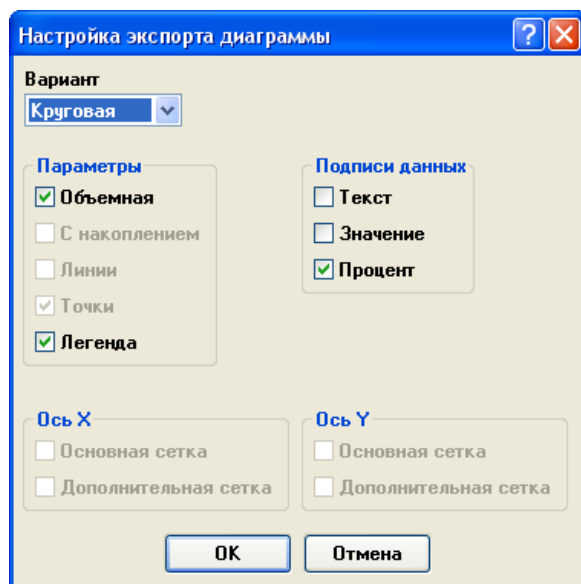 Настройка экспорта диаграммы
Вариант
Круговая
Параметры
Объемная
С накоплением
Линии
Точки
Легенда
Подписи данных
Текст
Значение
Процент
Ось X
Основная сетка
Дополнительная сетка
Ось Y
Основная сетка
Дополнительная сетка
OK
Отмена